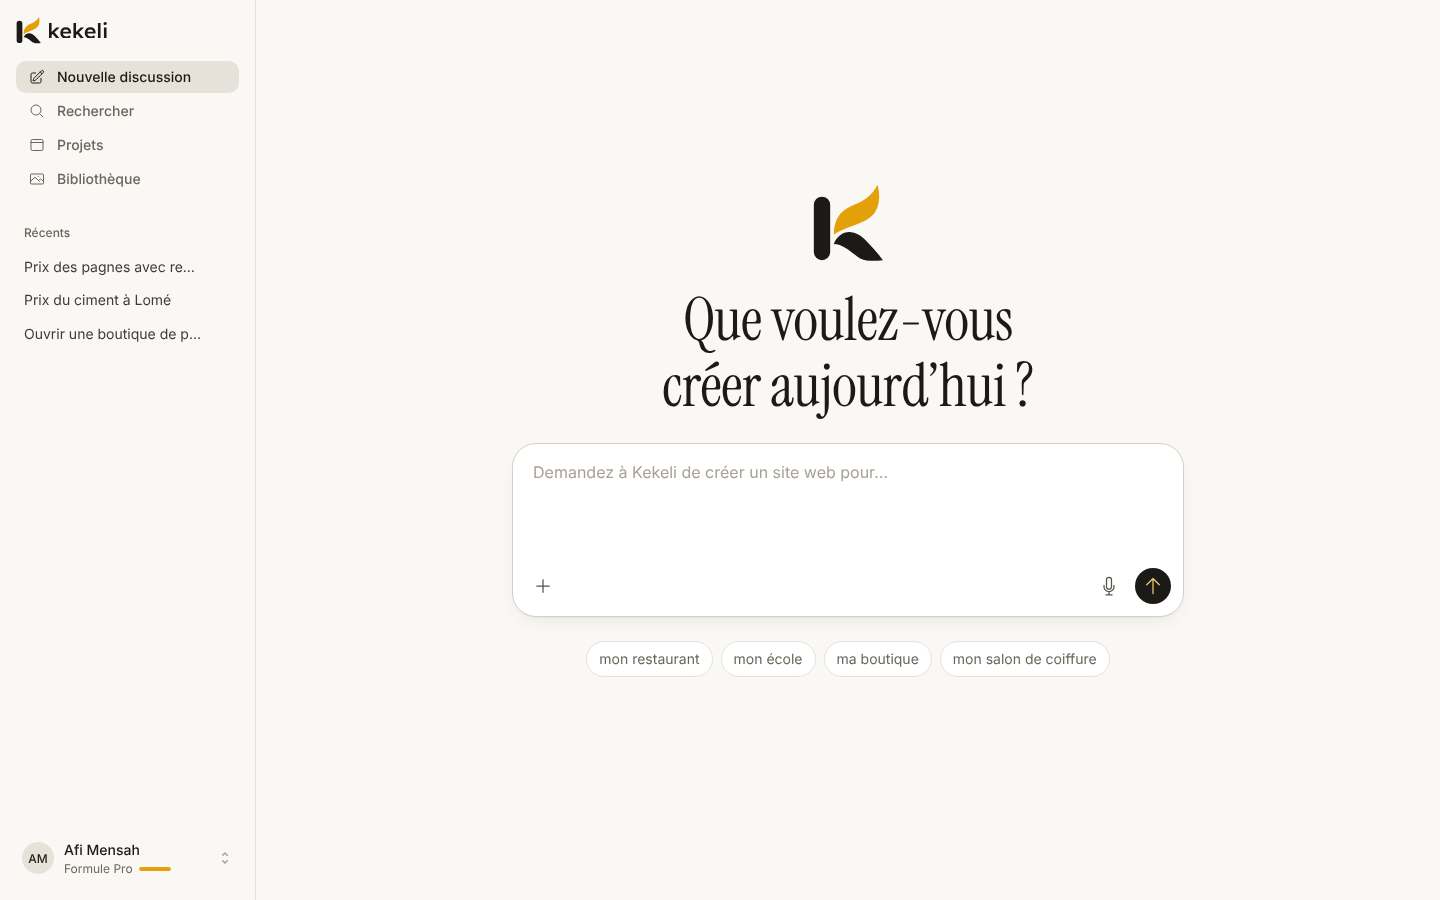 kekeli
Nouvelle discussion
Rechercher
Projets
Bibliothèque
Récents
Prix des pagnes avec re...
Prix du ciment à Lomé
Ouvrir une boutique de p...
Que voulez-vous
créer aujourd’hui ?
Demandez à Kekeli de créer un site web pour...
mon restaurant
mon école
ma boutique
mon salon de coiffure
AM
Afi Mensah
Formule Pro